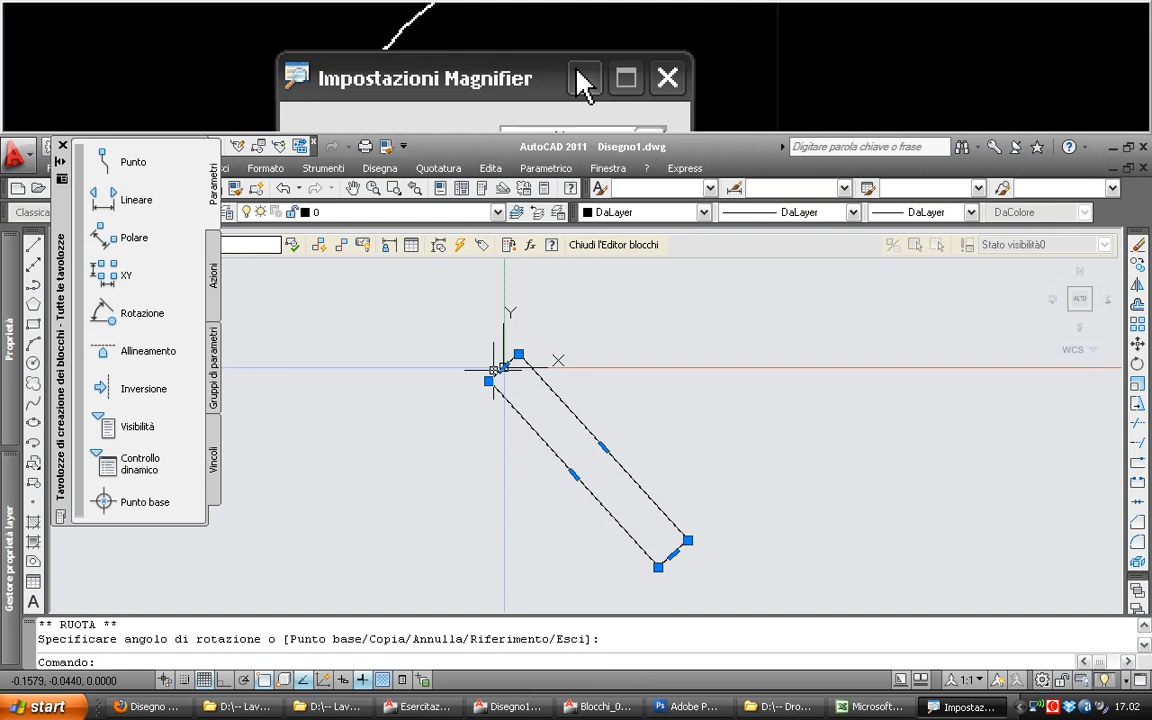 Impostazioni Magnifier
AutoCAD 2011 Disegno1.dwg
Digitare parola chiave o frase
Formato Strumenti Disegna Quotatura Edita Parametrico Finestra ? Express
Classica
0
DaLayer
DaLayer
DaLayer
DaColore
Chiudi l'Editor blocchi
Stato visibilità0
Punto
Lineare
Polare
XY
Rotazione
Allineamento
Inversione
Visibilità
Controllo
dinamico
Punto base
Parametri
Azioni
Gruppi di parametri
Vincoli
Tavolozze di creazione dei blocchi - Tutte le tavolozze
Proprietà
Gestore proprietà layer
Y
X
ALTO
WCS
A
** RUOTA **
Specificare angolo di rotazione o [Punto base/Copia/Annulla/Riferimento/Esci]:
Comando:
-0.1579, -0.0440, 0.0000
1:1
start
Disegno ...
D:\-- Lav...
D:\-- Lav...
Esercitaz...
Disegno1...
Blocchi_0...
Adobe P...
D:\-- Dro...
Microsoft...
Impostaz...
17.02